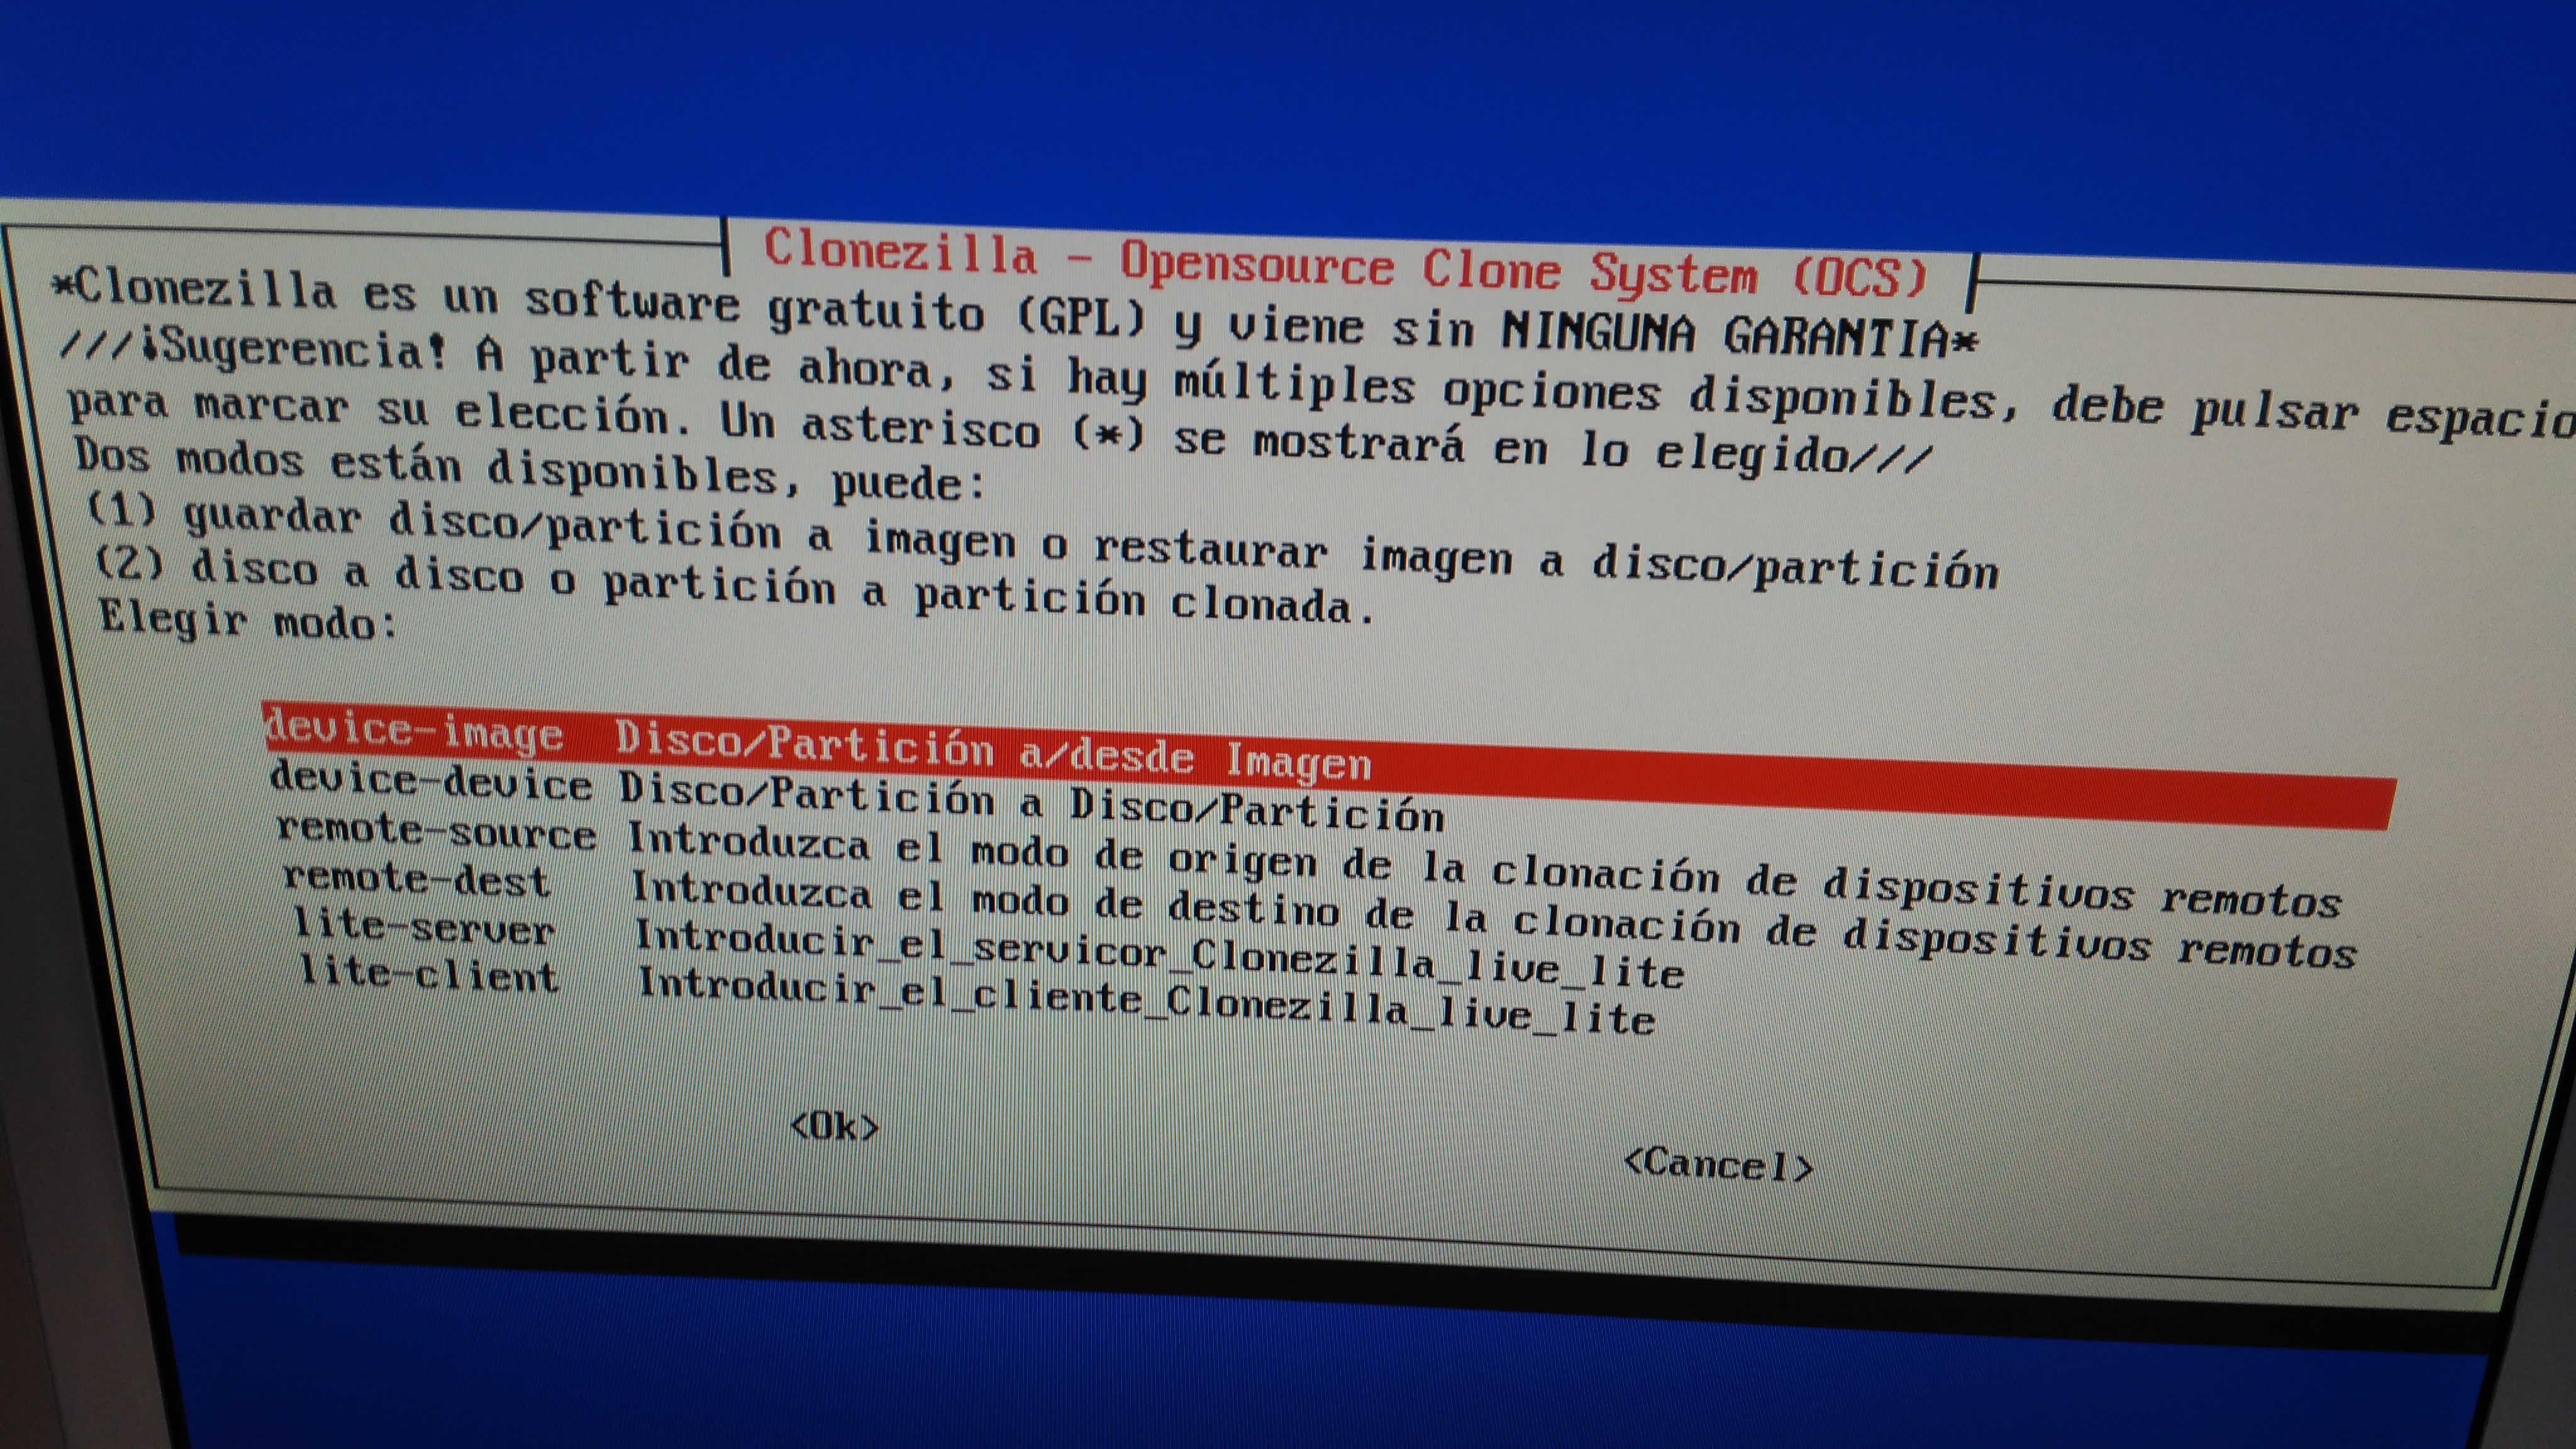 Clonezilla - Opensource Clone System (OCS)
*Clonezilla es un software gratuito (GPL) y viene sin NINGUNA GARANTIA*
///¡Sugerencia! A partir de ahora, si hay múltiples opciones disponibles, debe pulsar espacio
para marcar su elección. Un asterisco (*) se mostrará en lo elegido///
Dos modos están disponibles, puede:
(1) guardar disco/partición a imagen o restaurar imagen a disco/partición
(2) disco a disco o partición a partición clonada.
Elegir modo:
device-image Disco/Partición a/desde Imagen
device-device Disco/Partición a Disco/Partición
remote-source Introduzca el modo de origen de la clonación de dispositivos remotos
remote-dest Introduzca el modo de destino de la clonación de dispositivos remotos
lite-server Introducir_el_servicor_Clonezilla_live_lite
lite-client Introducir_el_cliente_Clonezilla_live_lite
<Ok> <Cancel>